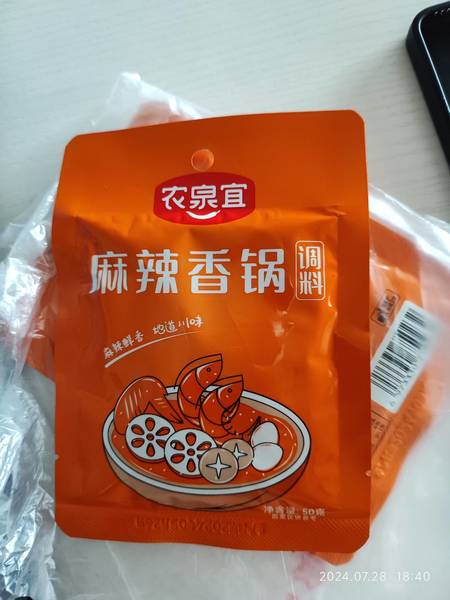 农泉宜
麻辣香锅
调料
麻辣鲜香 地道川味
净含量:50克
2024.07.28 18:40